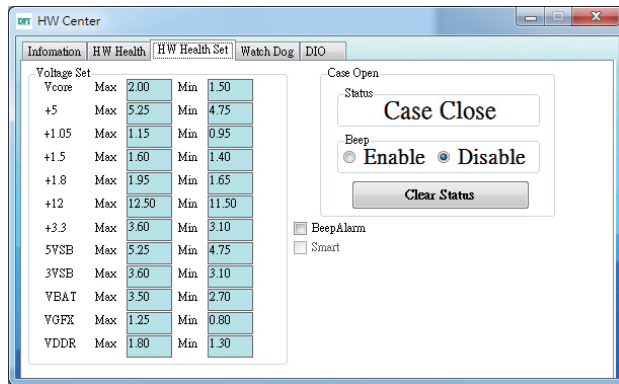 DFI HW Center
Infomation HW Health HW Health Set Watch Dog DIO
Voltage Set
Vcore Max 2.00 Min 1.50
+5 Max 5.25 Min 4.75
+1.05 Max 1.15 Min 0.95
+1.5 Max 1.60 Min 1.40
+1.8 Max 1.95 Min 1.65
+12 Max 12.50 Min 11.50
+3.3 Max 3.60 Min 3.10
5VSB Max 5.25 Min 4.75
3VSB Max 3.60 Min 3.10
VBAT Max 3.50 Min 2.70
VGFX Max 1.25 Min 0.80
VDDR Max 1.80 Min 1.30
Case Open
Status
Case Close
Beep
Enable Disable
Clear Status
BeepAlarm
Smart